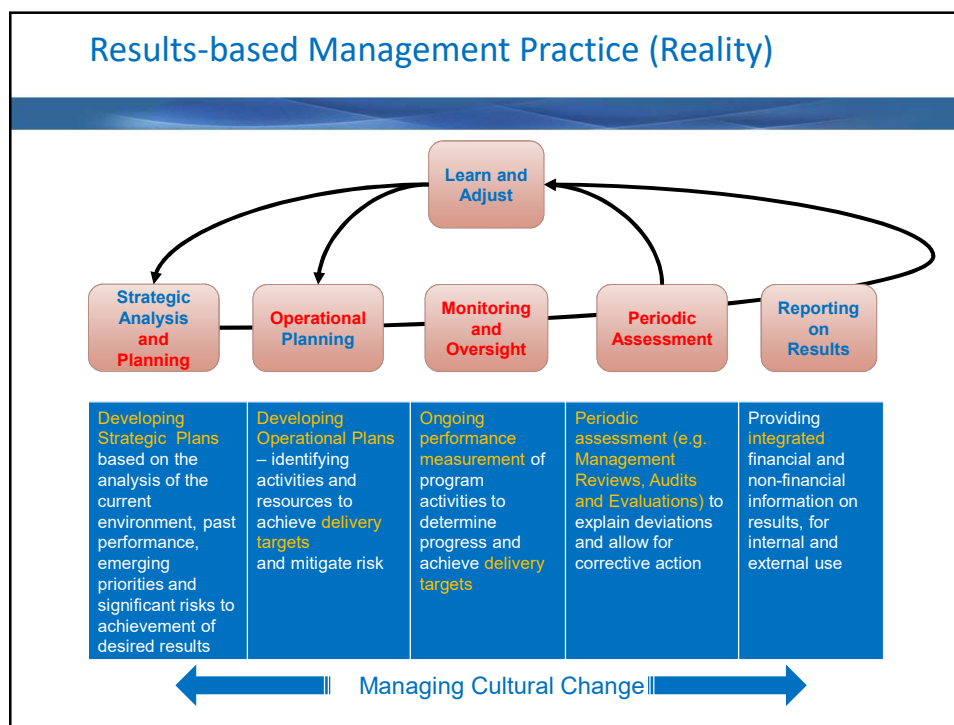 Results-based Management Practice (Reality)
Learn and
Adjust
Strategic
Analysis
and
Planning
Operational
Planning
Monitoring
and
Oversight
Periodic
Assessment
Reporting
on
Results
Developing
Strategic Plans
based on the
analysis of the
current
environment, past
performance,
emerging
priorities and
significant risks to
achievement of
desired results
Developing
Operational Plans
– identifying
activities and
resources to
achieve delivery
targets
and mitigate risk
Ongoing
performance
measurement of
program
activities to
determine
progress and
achieve delivery
targets
Periodic
assessment (e.g.
Management
Reviews, Audits
and Evaluations) to
explain deviations
and allow for
corrective action
Providing
integrated
financial and
non-financial
information on
results, for
internal and
external use
Managing Cultural Change